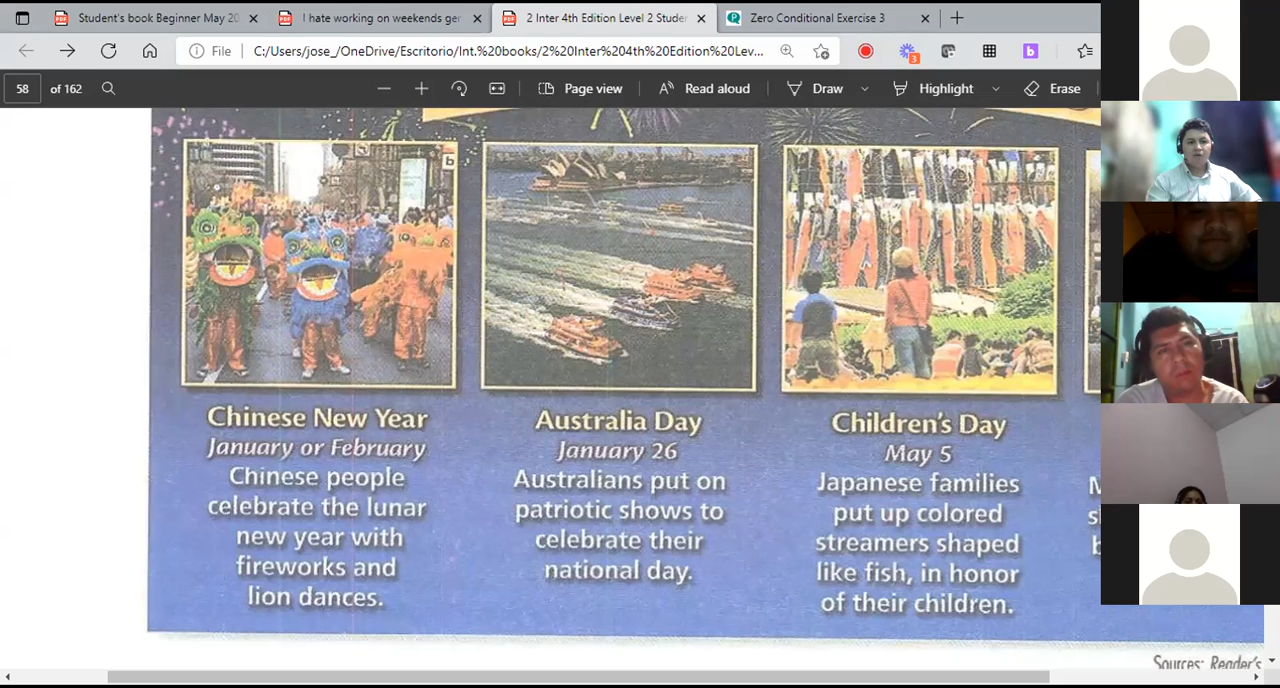 Student's book Beginner May 20
I hate working on weekends ger
2 Inter 4th Edition Level 2 Studer
Zero Conditional Exercise 3
File
C:/Users/jose_/OneDrive/Escritorio/Int.%20books/2%20Inter%204th%20Edition%20Lev...
3
b
58 of 162
Page view
Read aloud
Draw
Highlight
Erase
Chinese New Year
January or February
Chinese people
celebrate the lunar
new year with
fireworks and
lion dances.
Australia Day
January 26
Australians put on
patriotic shows to
celebrate their
national day.
Children's Day
May 5
Japanese families
put up colored
streamers shaped
like fish, in honor
of their children.
Sources: Reader's